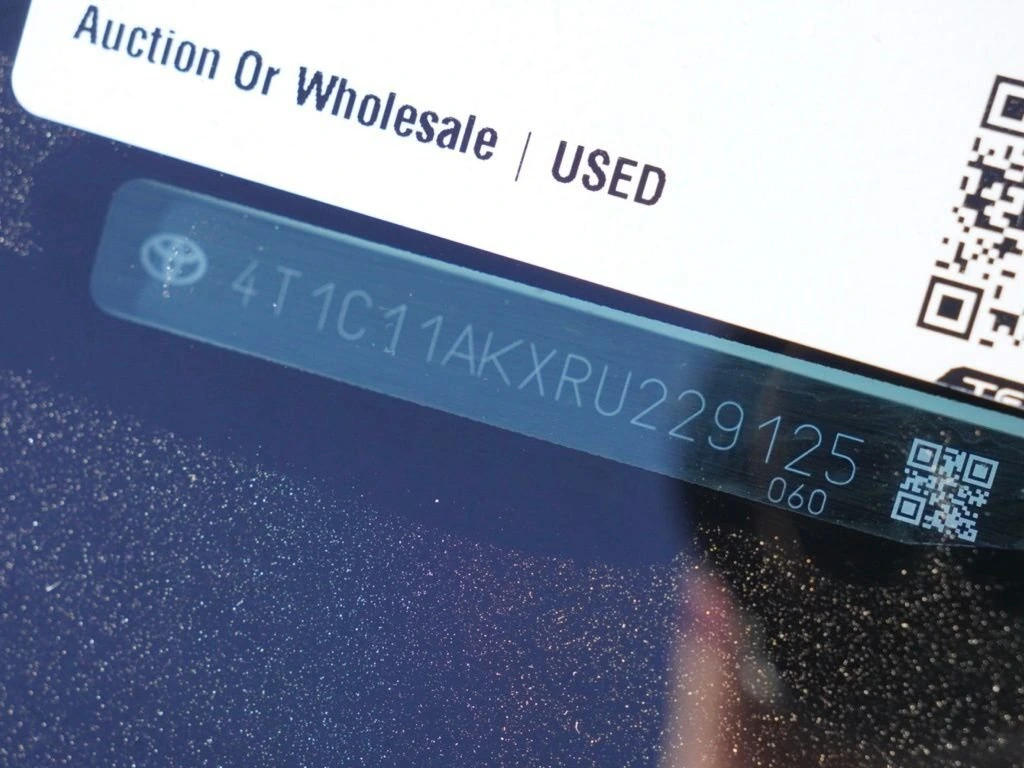 Auction Or Wholesale | USED
4T1C11AKXRU229125
060